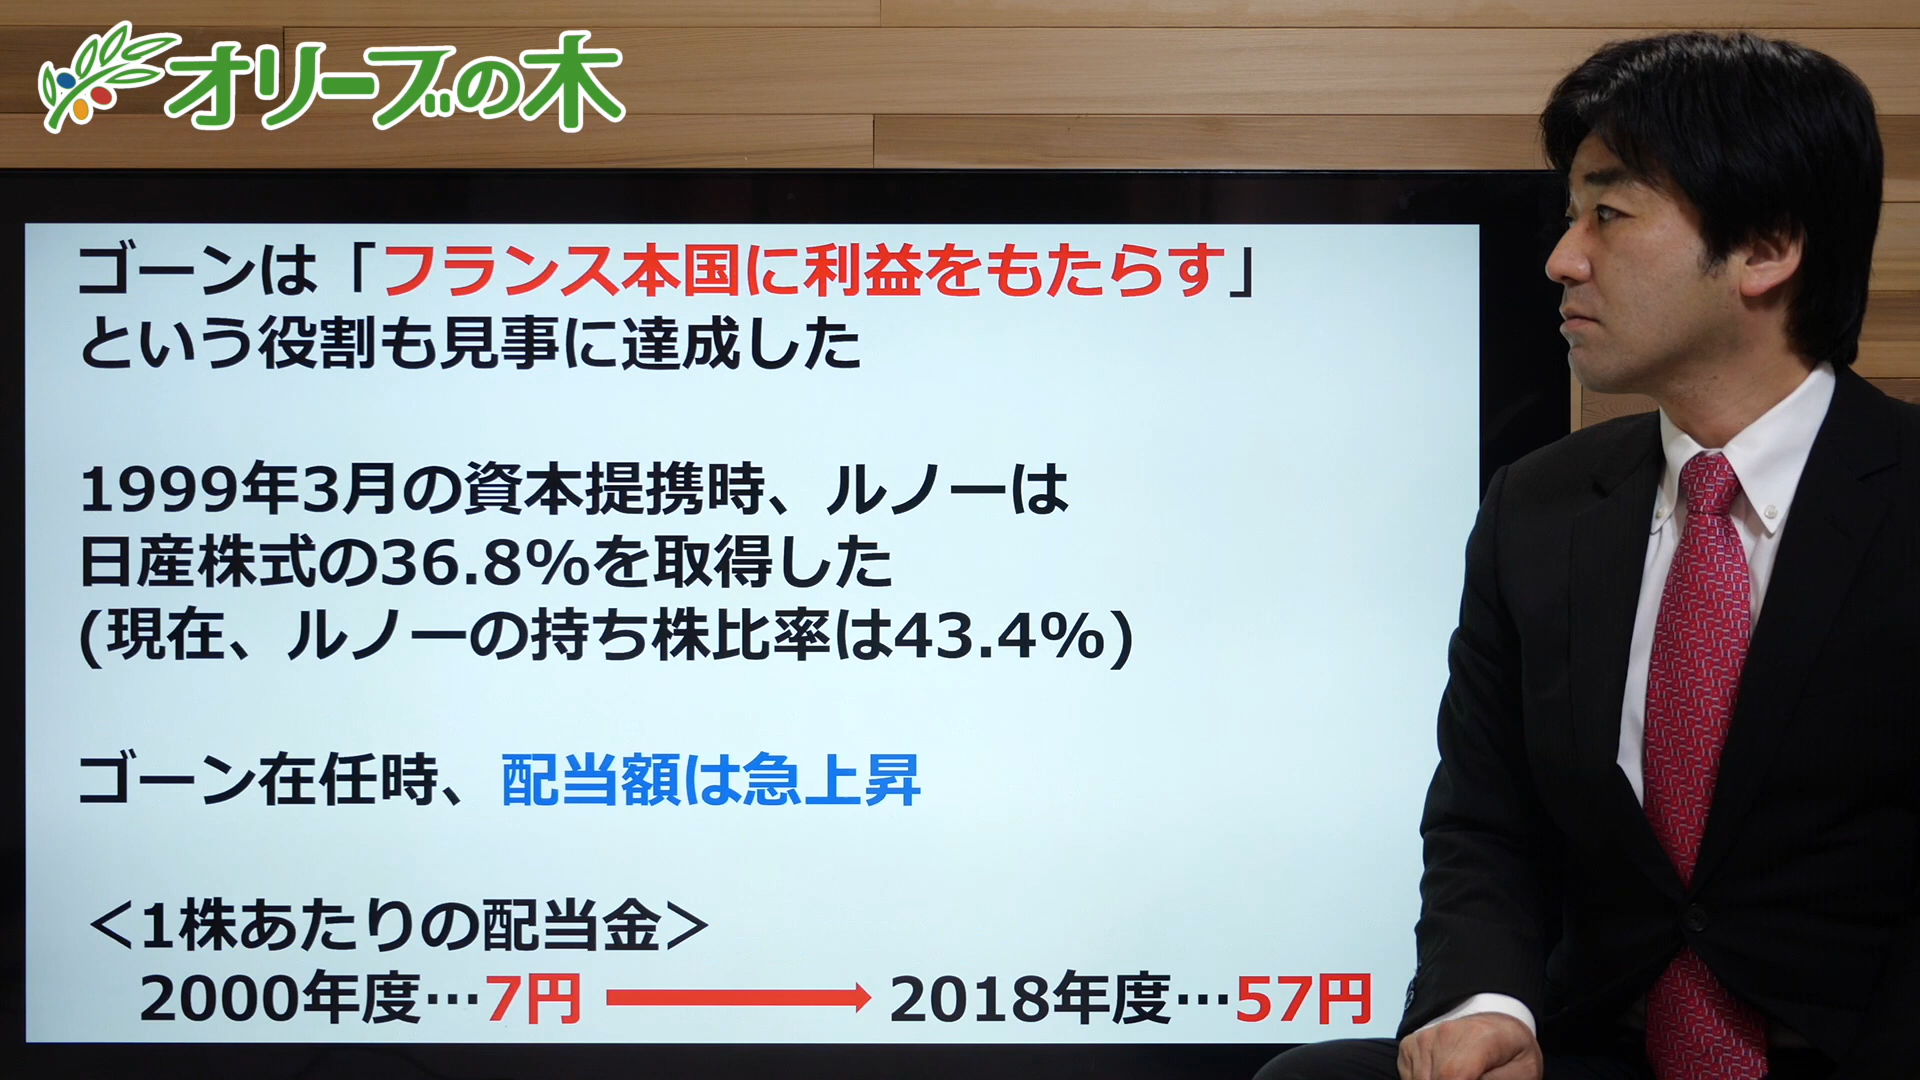 オリーブの木
ゴーンは「フランス本国に利益をもたらす」
という役割も見事に達成した
1999年3月の資本提携時、ルノーは
日産株式の36.8%を取得した
(現在、ルノーの持ち株比率は43.4%)
ゴーン在任時、配当額は急上昇
＜1株あたりの配当金＞
2000年度…7円 → 2018年度…57円